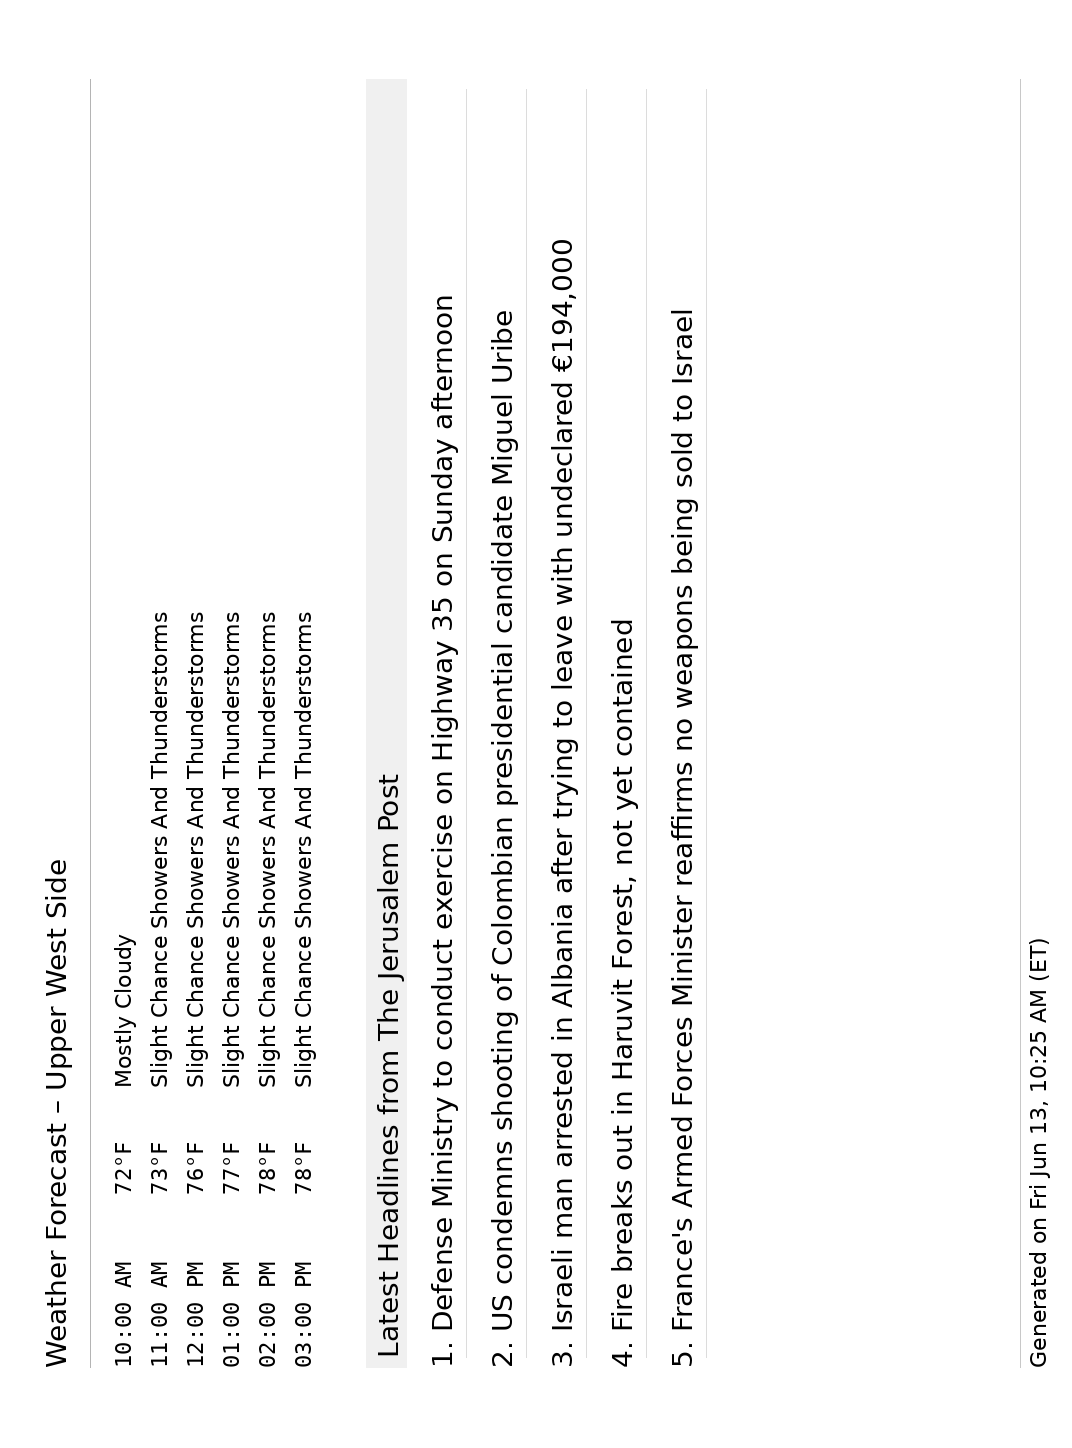 Weather Forecast – Upper West Side
10:00 AM 72°F Mostly Cloudy
11:00 AM 73°F Slight Chance Showers And Thunderstorms
12:00 PM 76°F Slight Chance Showers And Thunderstorms
01:00 PM 77°F Slight Chance Showers And Thunderstorms
02:00 PM 78°F Slight Chance Showers And Thunderstorms
03:00 PM 78°F Slight Chance Showers And Thunderstorms
Latest Headlines from The Jerusalem Post
1. Defense Ministry to conduct exercise on Highway 35 on Sunday afternoon
2. US condemns shooting of Colombian presidential candidate Miguel Uribe
3. Israeli man arrested in Albania after trying to leave with undeclared €194,000
4. Fire breaks out in Haruvit Forest, not yet contained
5. France's Armed Forces Minister reaffirms no weapons being sold to Israel
Generated on Fri Jun 13, 10:25 AM (ET)